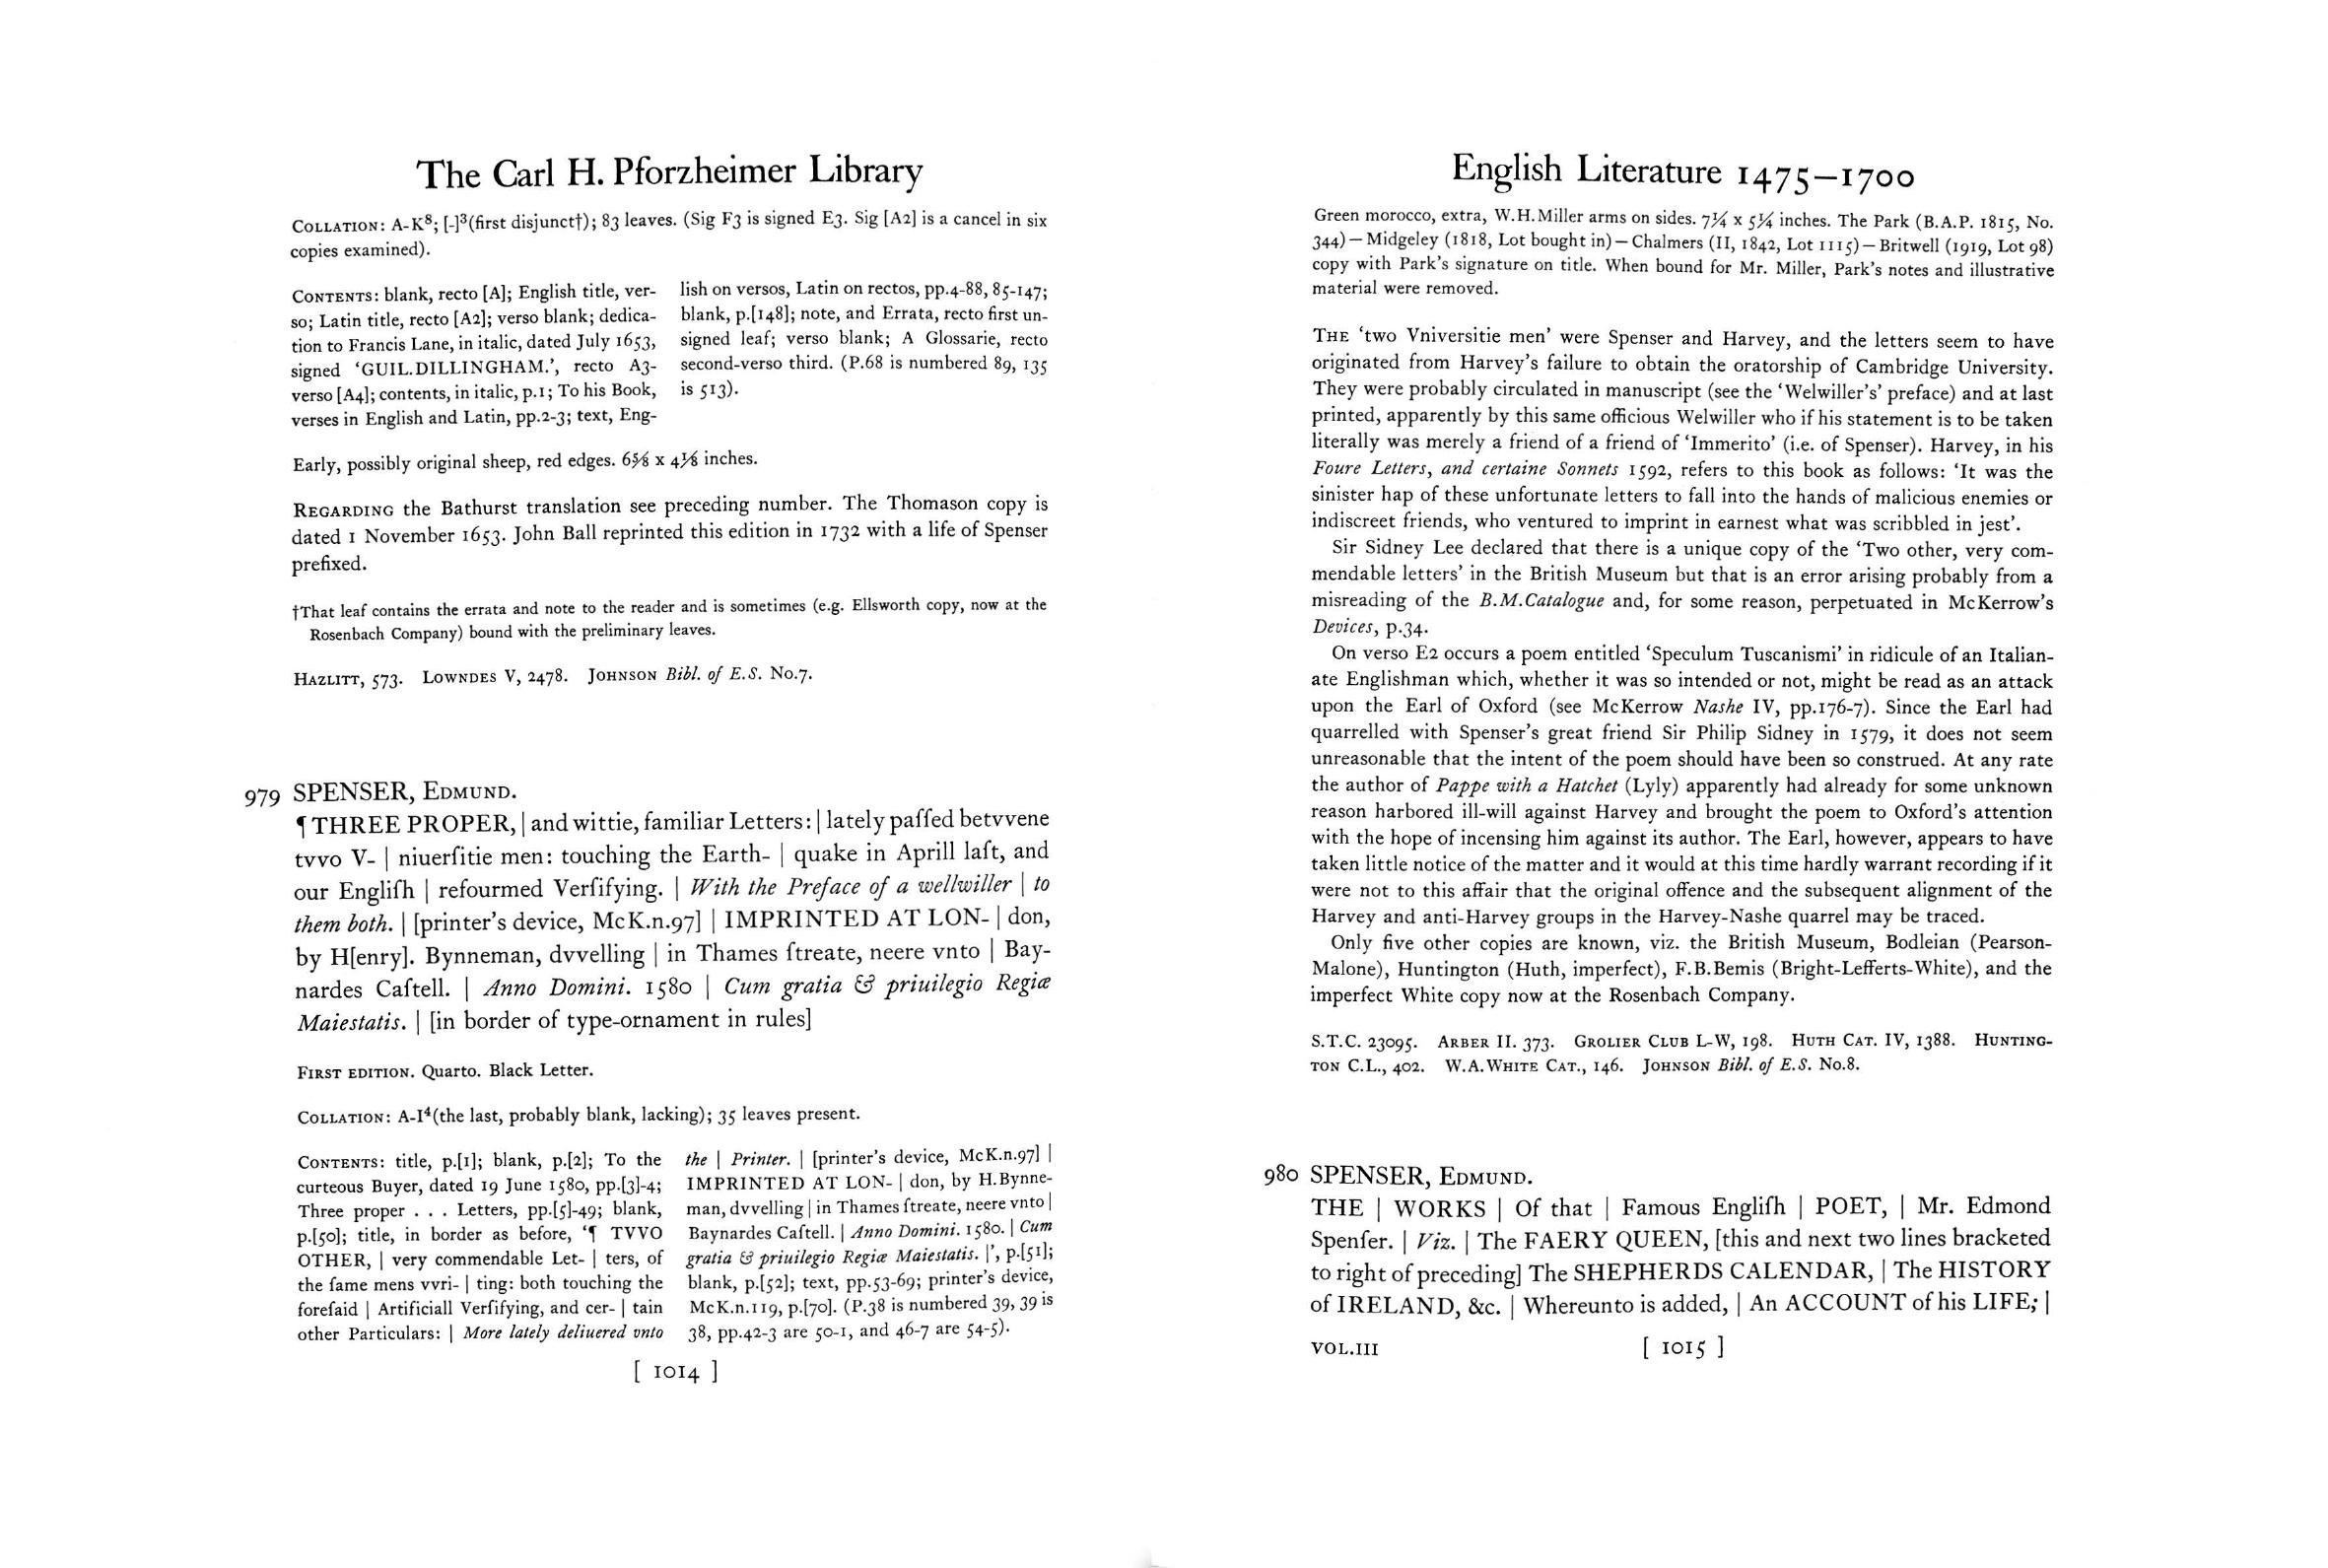 The Carl H. Pforzheimer Library
COLLATION: A-K⁸; [-]³(first disjunct†); 83 leaves. (Sig F3 is signed E3. Sig [A2] is a cancel in six
copies examined).
CONTENTS: blank, recto [A]; English title, ver-
so; Latin title, recto [A2]; verso blank; dedica-
tion to Francis Lane, in italic, dated July 1653,
signed 'GUIL.DILLINGHAM.', recto A3-
verso [A4]; contents, in italic, p.1; To his Book,
verses in English and Latin, pp.2-3; text, Eng-
lish on versos, Latin on rectos, pp.4-88, 85-147;
blank, p.[148]; note, and Errata, recto first un-
signed leaf; verso blank; A Glossarie, recto
second-verso third. (P.68 is numbered 89, 135
is 513).
Early, possibly original sheep, red edges. 6⅝ x 4⅛ inches.
REGARDING the Bathurst translation see preceding number. The Thomason copy is
dated 1 November 1653. John Ball reprinted this edition in 1732 with a life of Spenser
prefixed.
†That leaf contains the errata and note to the reader and is sometimes (e.g. Ellsworth copy, now at the
Rosenbach Company) bound with the preliminary leaves.
HAZLITT, 573. LOWNDES V, 2478. JOHNSON Bibl. of E.S. No.7.
979 SPENSER, EDMUND.
¶THREE PROPER, | and wittie, familiar Letters: | lately paſſed betvvene
tvvo V- | niuerſitie men: touching the Earth- | quake in Aprill laſt, and
our Engliſh | refourmed Verſifying. | With the Preface of a wellwiller | to
them both. | [printer's device, McK.n.97] | IMPRINTED AT LON- | don,
by H[enry]. Bynneman, dvvelling | in Thames ſtreate, neere vnto | Bay-
nardes Caſtell. | Anno Domini. 1580 | Cum gratia & priuilegio Regiæ
Maiestatis. | [in border of type-ornament in rules]
FIRST EDITION. Quarto. Black Letter.
COLLATION: A-I⁴(the last, probably blank, lacking); 35 leaves present.
CONTENTS: title, p.[1]; blank, p.[2]; To the
curteous Buyer, dated 19 June 1580, pp.[3]-4;
Three proper . . . Letters, pp.[5]-49; blank,
p.[50]; title, in border as before, '¶ TVVO
OTHER, | very commendable Let- | ters, of
the ſame mens vvri- | ting: both touching the
foreſaid | Artificiall Verſifying, and cer- | tain
other Particulars: | More lately deliuered vnto
the | Printer. | [printer's device, McK.n.97] |
IMPRINTED AT LON- | don, by H.Bynne-
man, dvvelling | in Thames ſtreate, neere vnto |
Baynardes Caſtell. | Anno Domini. 1580. | Cum
gratia & priuilegio Regiæ Maiestatis. |', p.[51];
blank, p.[52]; text, pp.53-69; printer's device,
McK.n.119, p.[70]. (P.38 is numbered 39, 39 is
38, pp.42-3 are 50-1, and 46-7 are 54-5).
[ 1014 ]
English Literature 1475–1700
Green morocco, extra, W.H.Miller arms on sides. 7¼ x 5¼ inches. The Park (B.A.P. 1815, No.
344)—Midgeley (1818, Lot bought in)—Chalmers (II, 1842, Lot 1115)—Britwell (1919, Lot 98)
copy with Park's signature on title. When bound for Mr. Miller, Park's notes and illustrative
material were removed.
THE 'two Vniversitie men' were Spenser and Harvey, and the letters seem to have
originated from Harvey's failure to obtain the oratorship of Cambridge University.
They were probably circulated in manuscript (see the 'Welwiller's' preface) and at last
printed, apparently by this same officious Welwiller who if his statement is to be taken
literally was merely a friend of a friend of 'Immerito' (i.e. of Spenser). Harvey, in his
Foure Letters, and certaine Sonnets 1592, refers to this book as follows: 'It was the
sinister hap of these unfortunate letters to fall into the hands of malicious enemies or
indiscreet friends, who ventured to imprint in earnest what was scribbled in jest'.
Sir Sidney Lee declared that there is a unique copy of the 'Two other, very com-
mendable letters' in the British Museum but that is an error arising probably from a
misreading of the B.M.Catalogue and, for some reason, perpetuated in McKerrow's
Devices, p.34.
On verso E2 occurs a poem entitled 'Speculum Tuscanismi' in ridicule of an Italian-
ate Englishman which, whether it was so intended or not, might be read as an attack
upon the Earl of Oxford (see McKerrow Nashe IV, pp.176-7). Since the Earl had
quarrelled with Spenser's great friend Sir Philip Sidney in 1579, it does not seem
unreasonable that the intent of the poem should have been so construed. At any rate
the author of Pappe with a Hatchet (Lyly) apparently had already for some unknown
reason harbored ill-will against Harvey and brought the poem to Oxford's attention
with the hope of incensing him against its author. The Earl, however, appears to have
taken little notice of the matter and it would at this time hardly warrant recording if it
were not to this affair that the original offence and the subsequent alignment of the
Harvey and anti-Harvey groups in the Harvey-Nashe quarrel may be traced.
Only five other copies are known, viz. the British Museum, Bodleian (Pearson-
Malone), Huntington (Huth, imperfect), F.B.Bemis (Bright-Lefferts-White), and the
imperfect White copy now at the Rosenbach Company.
S.T.C. 23095. ARBER II. 373. GROLIER CLUB L-W, 198. HUTH CAT. IV, 1388. HUNTING-
TON C.L., 402. W.A.WHITE CAT., 146. JOHNSON Bibl. of E.S. No.8.
980 SPENSER, EDMUND.
THE | WORKS | Of that | Famous Engliſh | POET, | Mr. Edmond
Spenſer. | Viz. | The FAERY QUEEN, [this and next two lines bracketed
to right of preceding] The SHEPHERDS CALENDAR, | The HISTORY
of IRELAND, &c. | Whereunto is added, | An ACCOUNT of his LIFE; |
VOL.III
[ 1015 ]